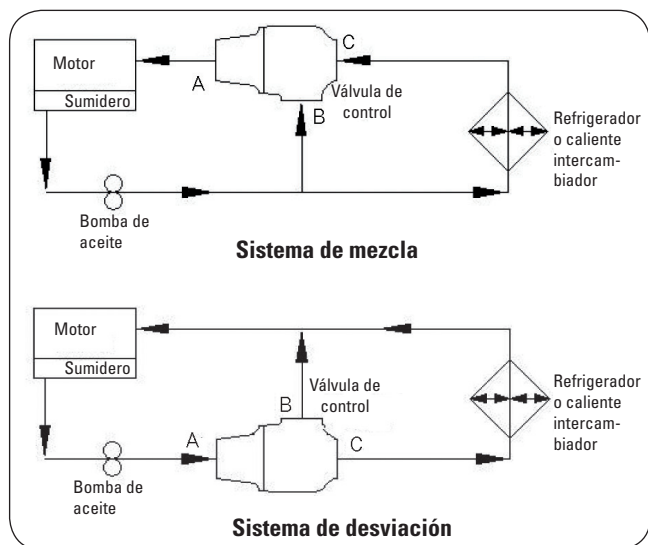 C
Motor
A
Válvula de
control
Sumidero
B
Refrigerador
o caliente
intercam-
biador
Bomba de
aceite
Sistema de mezcla
Motor
Sumidero
Válvula de
control
B
Refrigerador
o caliente
intercam-
biador
A
C
Bomba de
aceite
Sistema de desviación